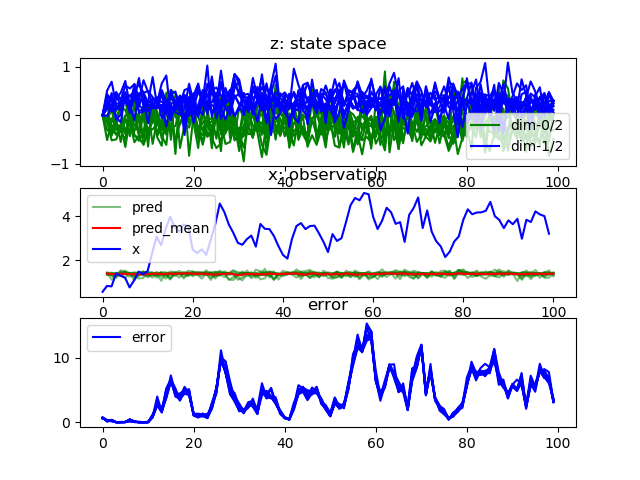 z: state space
1
0
−1
dim-0/2
dim-1/2
0 20 40 60 80 100
x: observation
4
2
pred
pred_mean
x
0 20 40 60 80 100
error
10
0
error
0 20 40 60 80 100